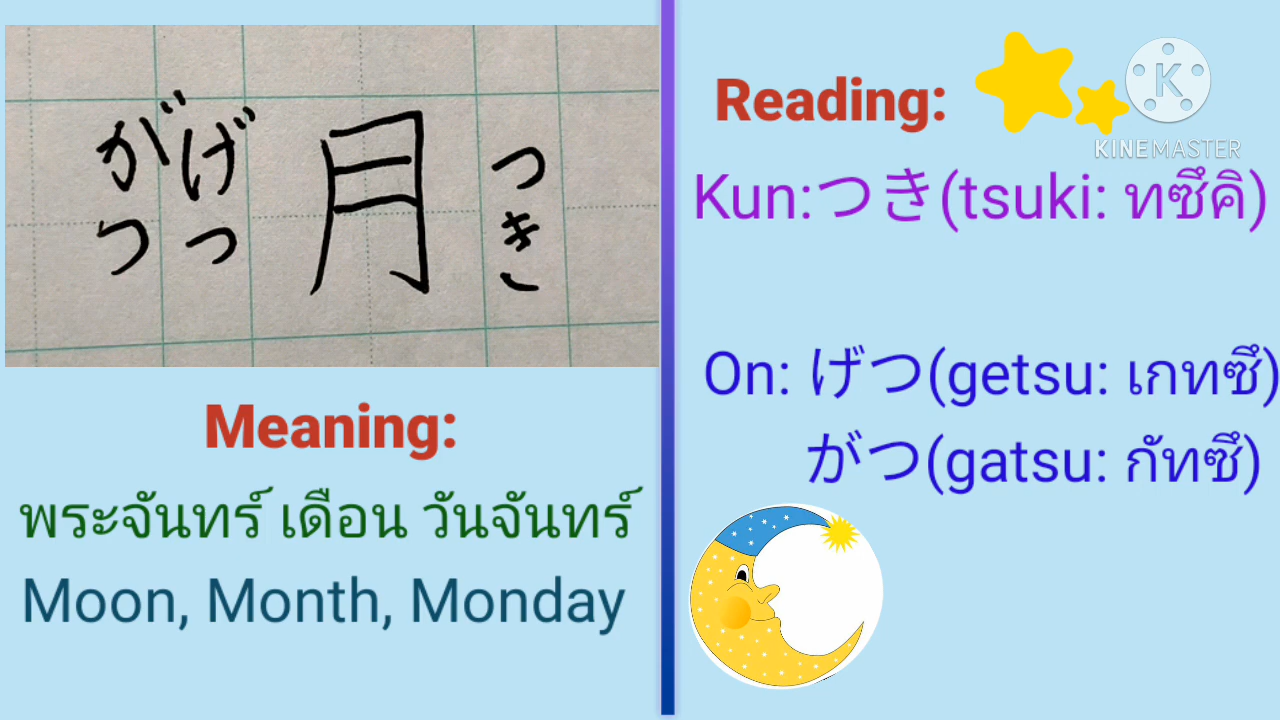 がつ
げつ
月
つき
Meaning:
พระจันทร์ เดือน วันจันทร์
Moon, Month, Monday
Reading:
K
KINEMASTER
Kun:つき(tsuki: ทซึคิ)
On: げつ(getsu: เกทซึ)
がつ(gatsu: กัทซึ)